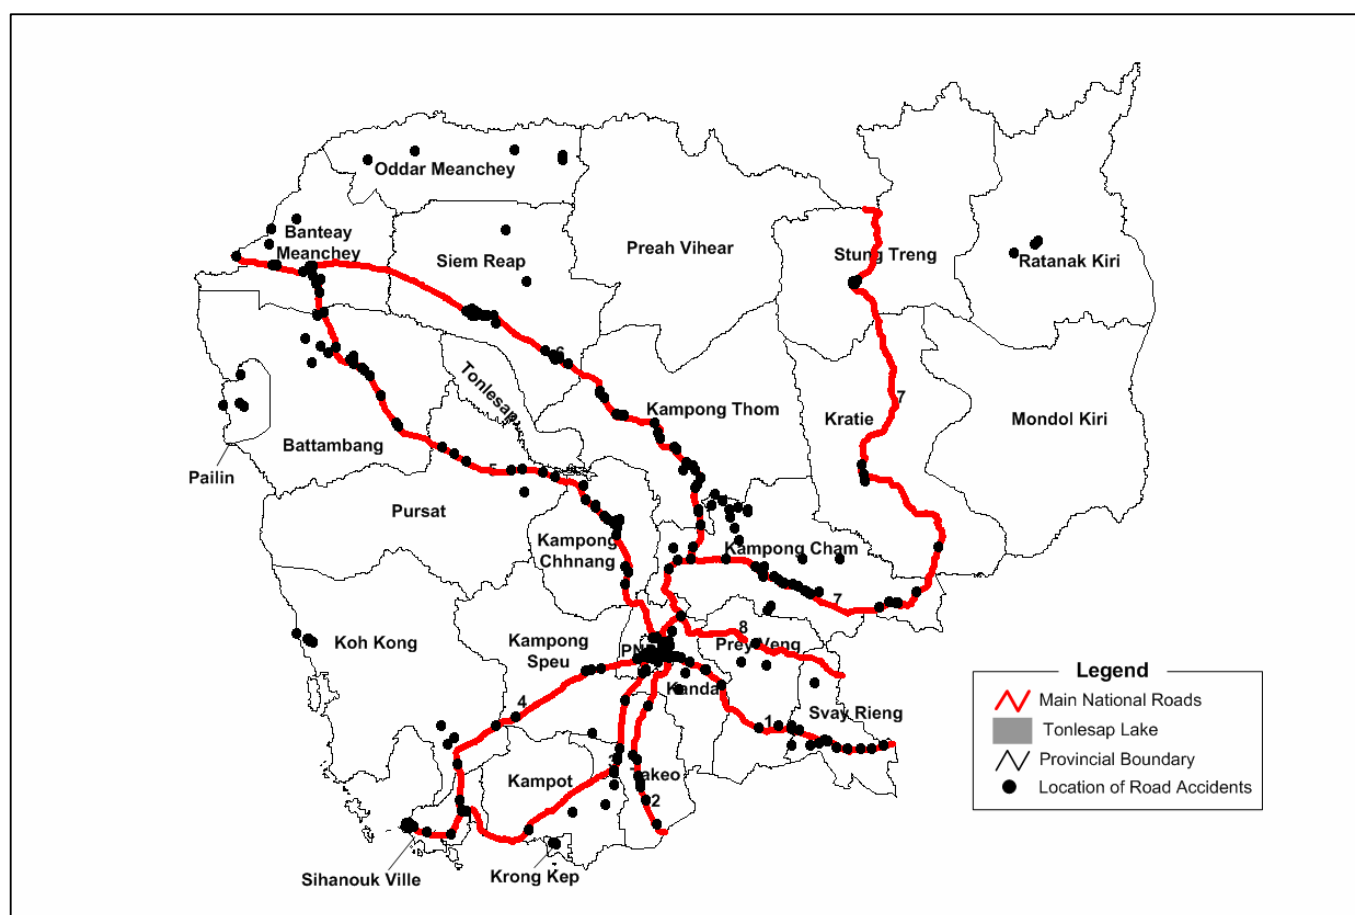 Oddar Meanchey
Banteay
Meanchey
Siem Reap
Preah Vihear
Stung Treng
Ratanak Kiri
6
Tonlesap
Kampong Thom
7
Kratie
Mondol Kiri
Battambang
Pailin
5
Pursat
Kampong
Chhnang
Kampong Cham
7
8
Koh Kong
Kampong
Speu
Prey Veng
Kandal
4
1
Svay Rieng
3
Kampot
Takeo
2
Sihanouk Ville
Krong Kep
Legend
Main National Roads
Tonlesap Lake
Provincial Boundary
Location of Road Accidents